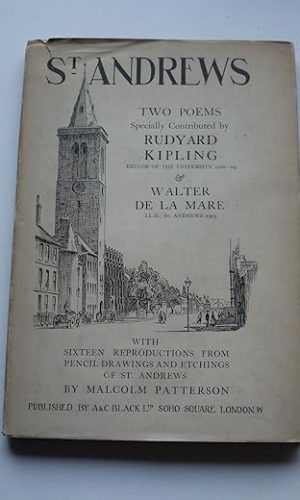 ST ANDREWS
TWO POEMS
Specially Contributed by
RUDYARD
KIPLING
RECTOR OF THE UNIVERSITY 1922-25
&
WALTER
DE LA MARE
LL.D., St. ANDREWS
WITH
SIXTEEN REPRODUCTIONS FROM
PENCIL DRAWINGS AND ETCHINGS
OF ST. ANDREWS
BY MALCOLM PATTERSON
PUBLISHED BY A&C BLACK LTD SOHO SQUARE LONDON.W